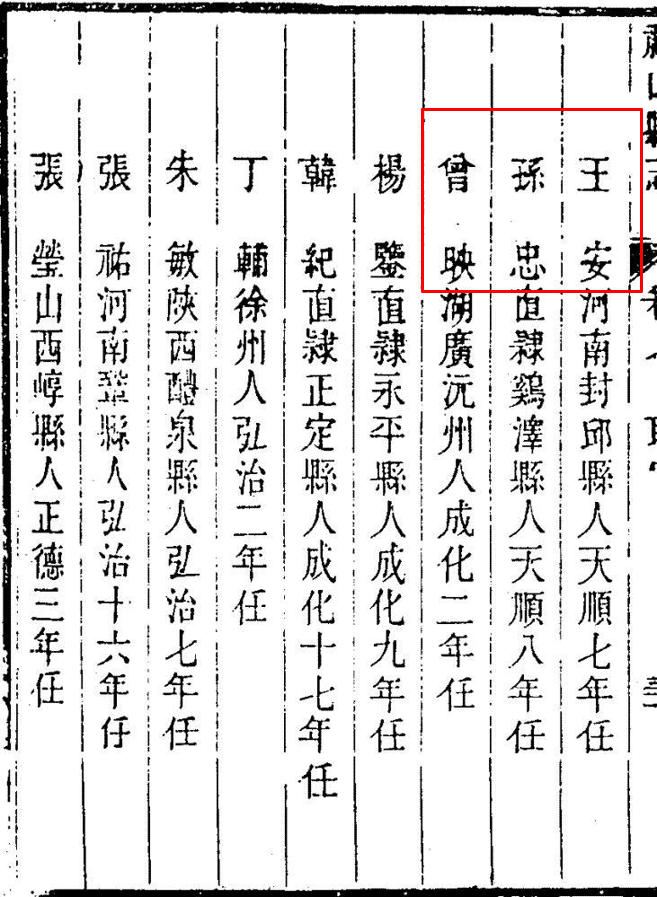 王安河南封邱縣人天順七年任
孫忠直隸鷄澤縣人天順八年任
曾映湖廣沅州人成化二年任
楊鑒直隸永平縣人成化九年任
韓紀直隸正定縣人成化十七年任
丁輔徐州人弘治二年任
朱敏陝西醴泉縣人弘治七年任
張祐河南鞏縣人弘治十六年仔
張瑩山西崞縣人正德三年任